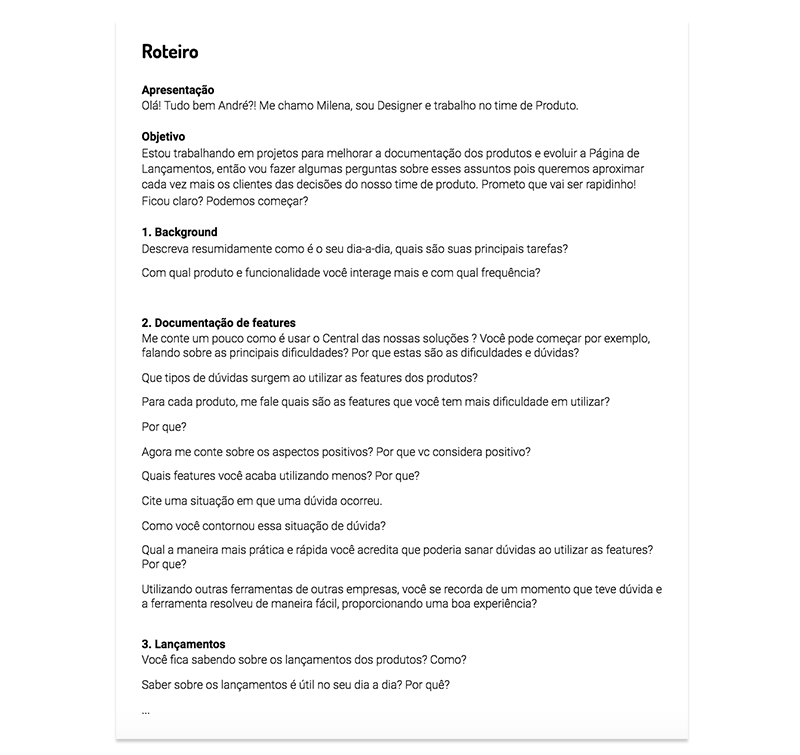 Roteiro
Apresentação
Olá! Tudo bem André?! Me chamo Milena, sou Designer e trabalho no time de Produto.
Objetivo
Estou trabalhando em projetos para melhorar a documentação dos produtos e evoluir a Página de
Lançamentos, então vou fazer algumas perguntas sobre esses assuntos pois queremos aproximar
cada vez mais os clientes das decisões do nosso time de produto. Prometo que vai ser rapidinho!
Ficou claro? Podemos começar?
1. Background
Descreva resumidamente como é o seu dia-a-dia, quais são suas principais tarefas?
Com qual produto e funcionalidade você interage mais e com qual frequência?
2. Documentação de features
Me conte um pouco como é usar o Central das nossas soluções ? Você pode começar por exemplo,
falando sobre as principais dificuldades? Por que estas são as dificuldades e dúvidas?
Que tipos de dúvidas surgem ao utilizar as features dos produtos?
Para cada produto, me fale quais são as features que você tem mais dificuldade em utilizar?
Por que?
Agora me conte sobre os aspectos positivos? Por que vc considera positivo?
Quais features você acaba utilizando menos? Por que?
Cite uma situação em que uma dúvida ocorreu.
Como você contornou essa situação de dúvida?
Qual a maneira mais prática e rápida você acredita que poderia sanar dúvidas ao utilizar as features?
Por que?
Utilizando outras ferramentas de outras empresas, você se recorda de um momento que teve dúvida e
a ferramenta resolveu de maneira fácil, proporcionando uma boa experiência?
3. Lançamentos
Você fica sabendo sobre os lançamentos dos produtos? Como?
Saber sobre os lançamentos é útil no seu dia a dia? Por quê?
...